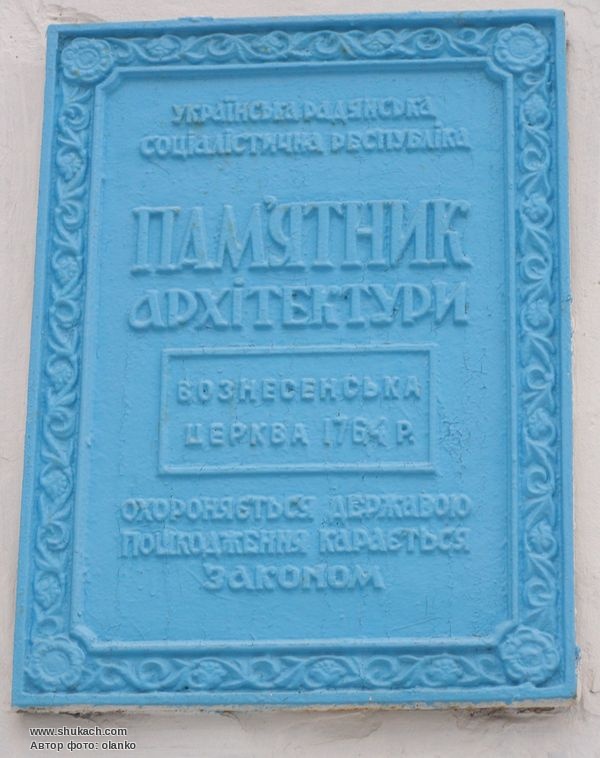 УКРАЇНСЬКА РАДЯНСЬКА
СОЦІАЛІСТИЧНА РЕСПУБЛІКА
ПАМ'ЯТНИК
АРХІТЕКТУРИ
ВОЗНЕСЕНСЬКА
ЦЕРКВА 1764 Р.
ОХОРОНЯЄТЬСЯ ДЕРЖАВОЮ
ПОШКОДЖЕННЯ КАРАЄТЬСЯ
ЗАКОНОМ
www.shukach.com
Автор фото: olanko